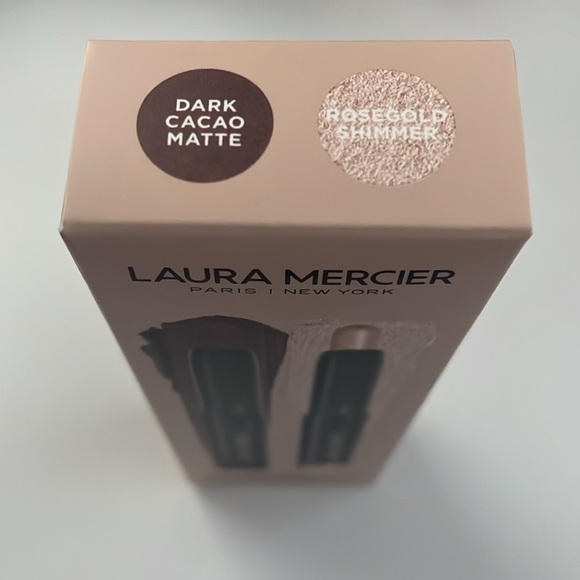 DARK
CACAO
MATTE
ROSEGOLD
SHIMMER
LAURA MERCIER
PARIS | NEW YORK